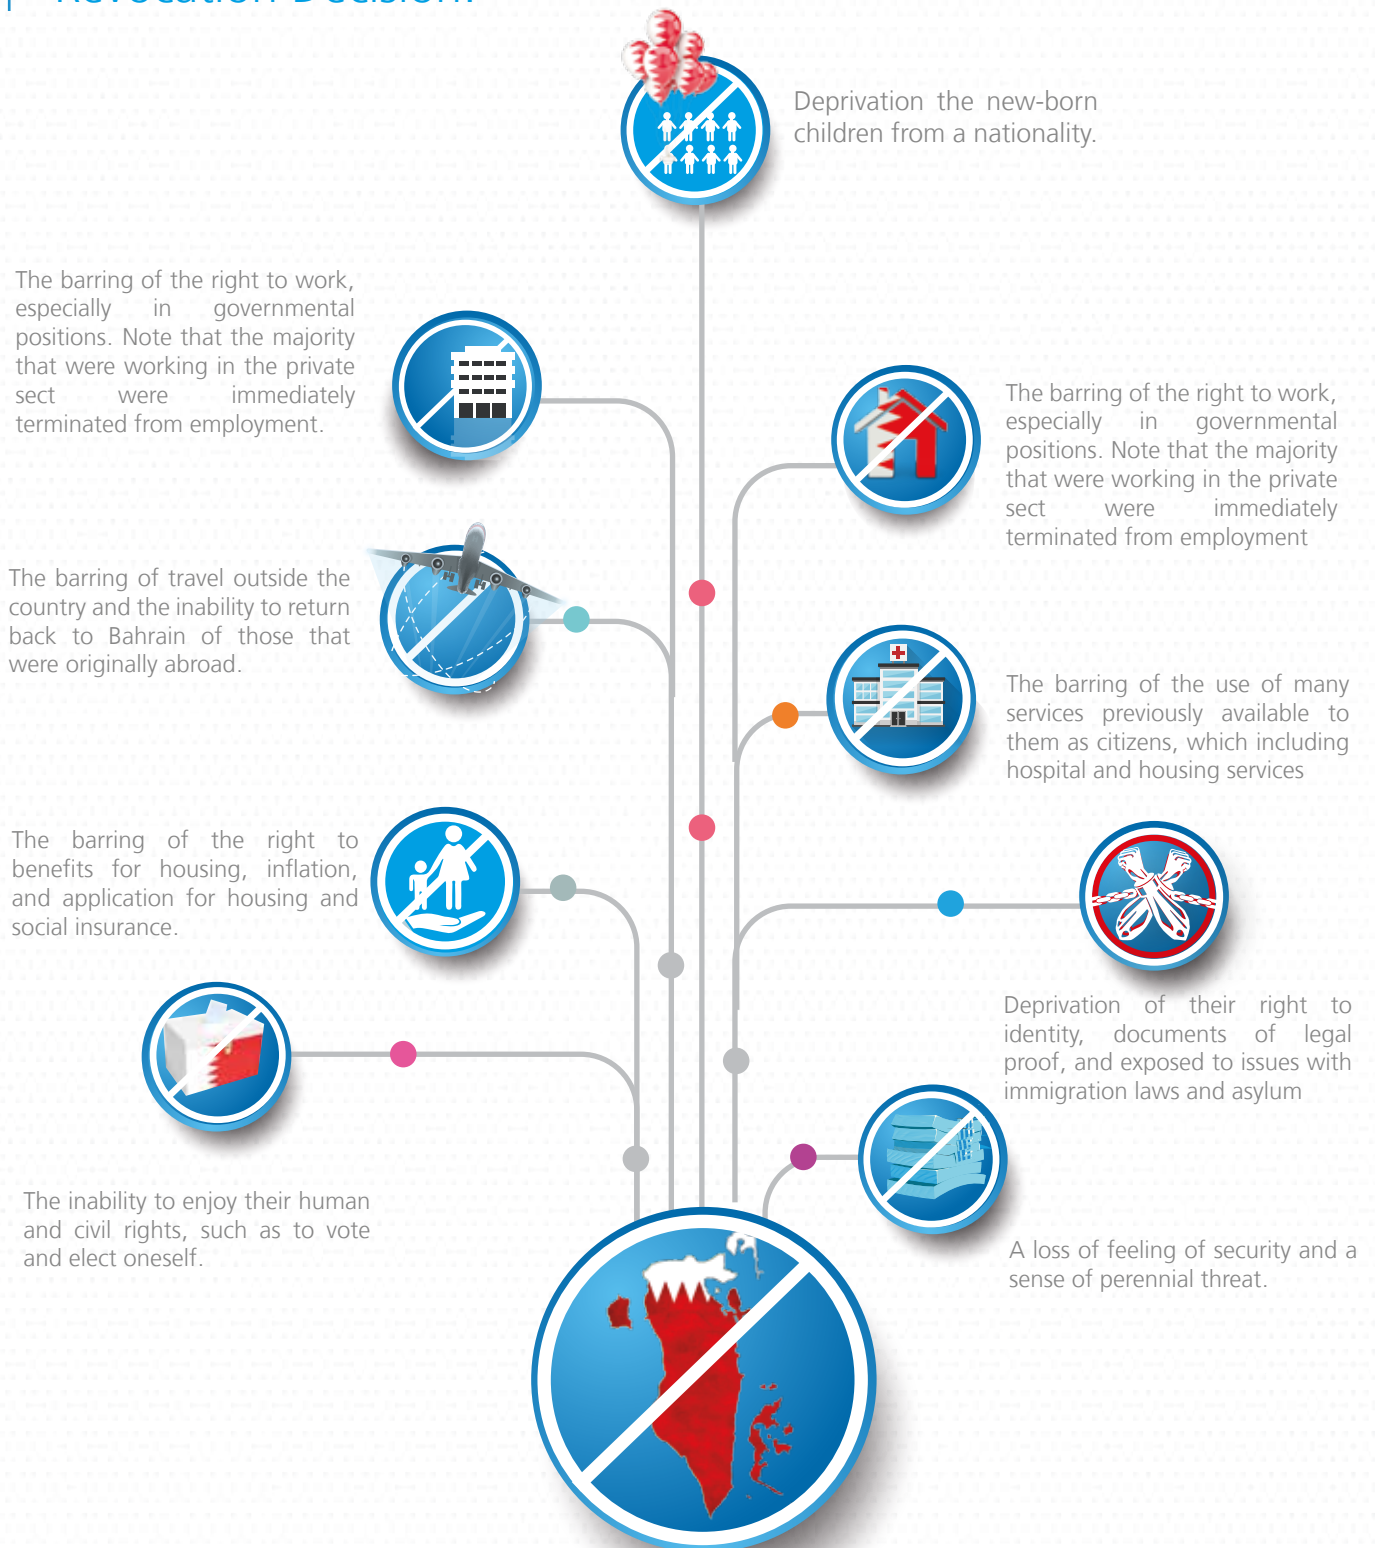 Revocation Decision:
Deprivation the new-born
children from a nationality.
The barring of the right to work,
especially in governmental
positions. Note that the majority
that were working in the private
sect were immediately
terminated from employment.
The barring of the right to work,
especially in governmental
positions. Note that the majority
that were working in the private
sect were immediately
terminated from employment
The barring of travel outside the
country and the inability to return
back to Bahrain of those that
were originally abroad.
The barring of the use of many
services previously available to
them as citizens, which including
hospital and housing services
The barring of the right to
benefits for housing, inflation,
and application for housing and
social insurance.
Deprivation of their right to
identity, documents of legal
proof, and exposed to issues with
immigration laws and asylum
The inability to enjoy their human
and civil rights, such as to vote
and elect oneself.
A loss of feeling of security and a
sense of perennial threat.